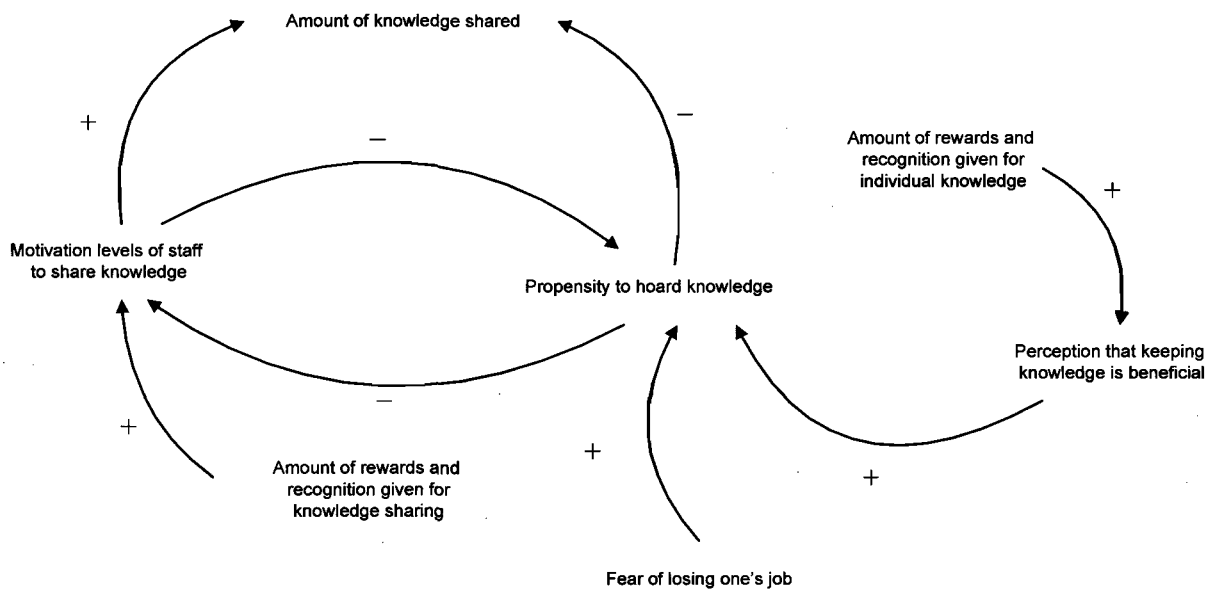 Amount of knowledge shared
+
−
−
Amount of rewards and
recognition given for
individual knowledge
+
Motivation levels of staff
to share knowledge
Propensity to hoard knowledge
Perception that keeping
knowledge is beneficial
−
+
Amount of rewards and
recognition given for
knowledge sharing
+
+
Fear of losing one's job